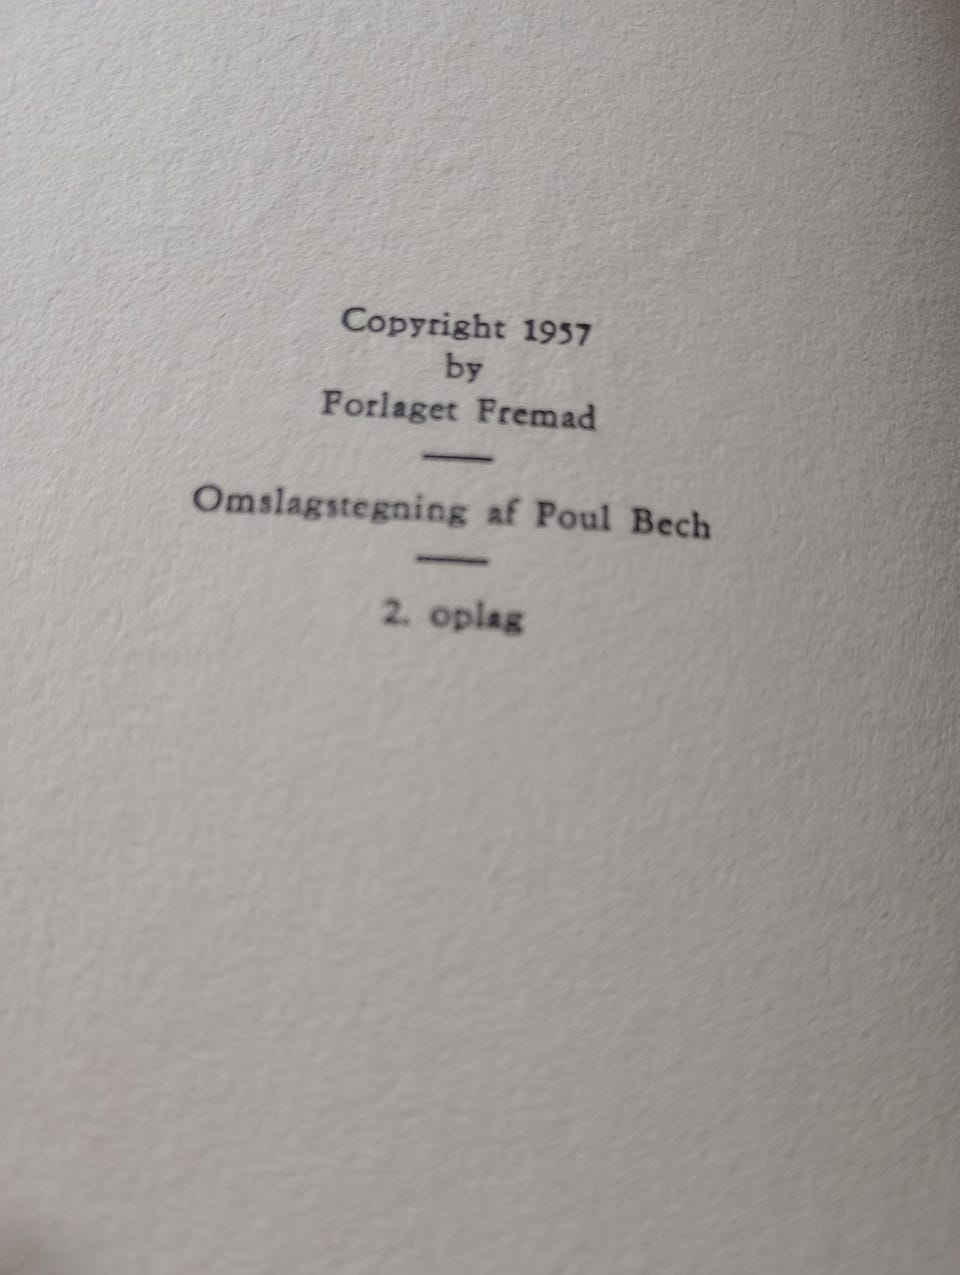 Copyright 1957
by
Forlaget Fremad
Omslagstegning af Poul Bech
2. oplag